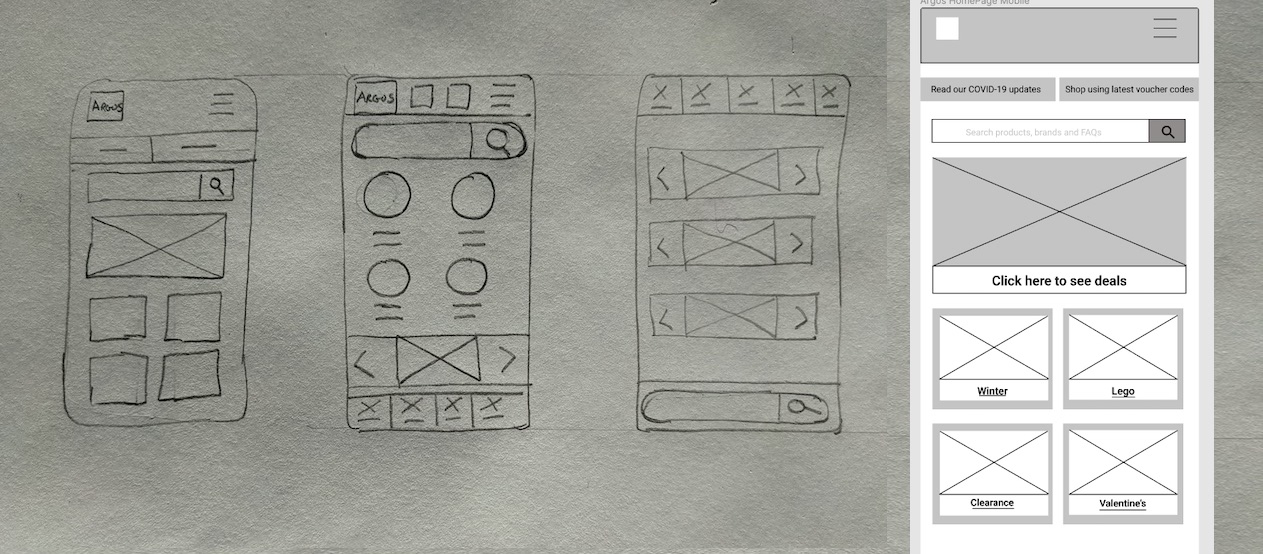 ARGOS
ARGOS
Argos HomePage Mobile
Read our COVID-19 updates
Shop using latest voucher codes
Search products, brands and FAQs
Click here to see deals
Winter
Lego
Clearance
Valentine's